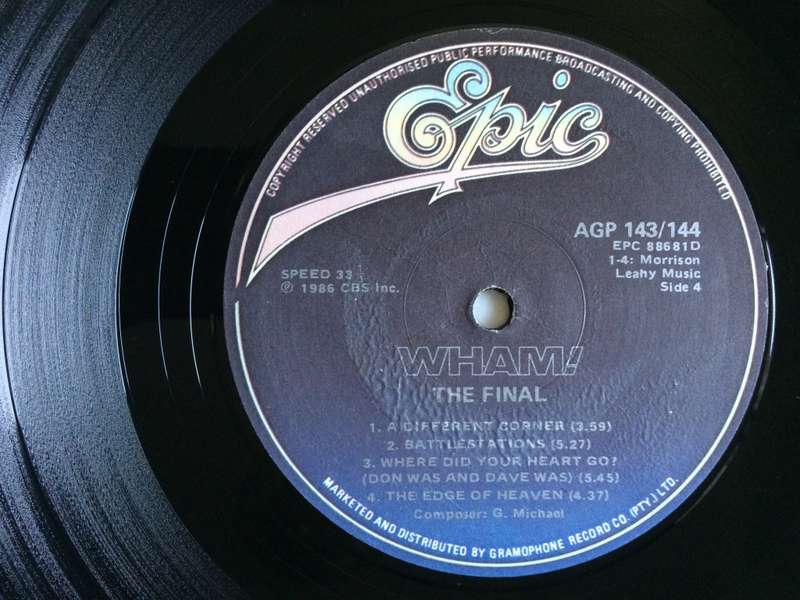 COPYRIGHT RESERVED UNAUTHORISED PUBLIC PERFORMANCE BROADCASTING AND COPYING PROHIBITED
Epic
AGP 143/144
EPC 88681D
1-4: Morrison
Leahy Music
Side 4
SPEED 33
℗ 1986 CBS Inc.
WHAM!
THE FINAL
1. A DIFFERENT CORNER (3.59)
2. BATTLESTATIONS (5.27)
3. WHERE DID YOUR HEART GO?
(DON WAS AND DAVE WAS) (5.45)
4. THE EDGE OF HEAVEN (4.37)
Composer: G. Michael
MARKETED AND DISTRIBUTED BY GRAMOPHONE RECORD CO. (PTY.) LTD.